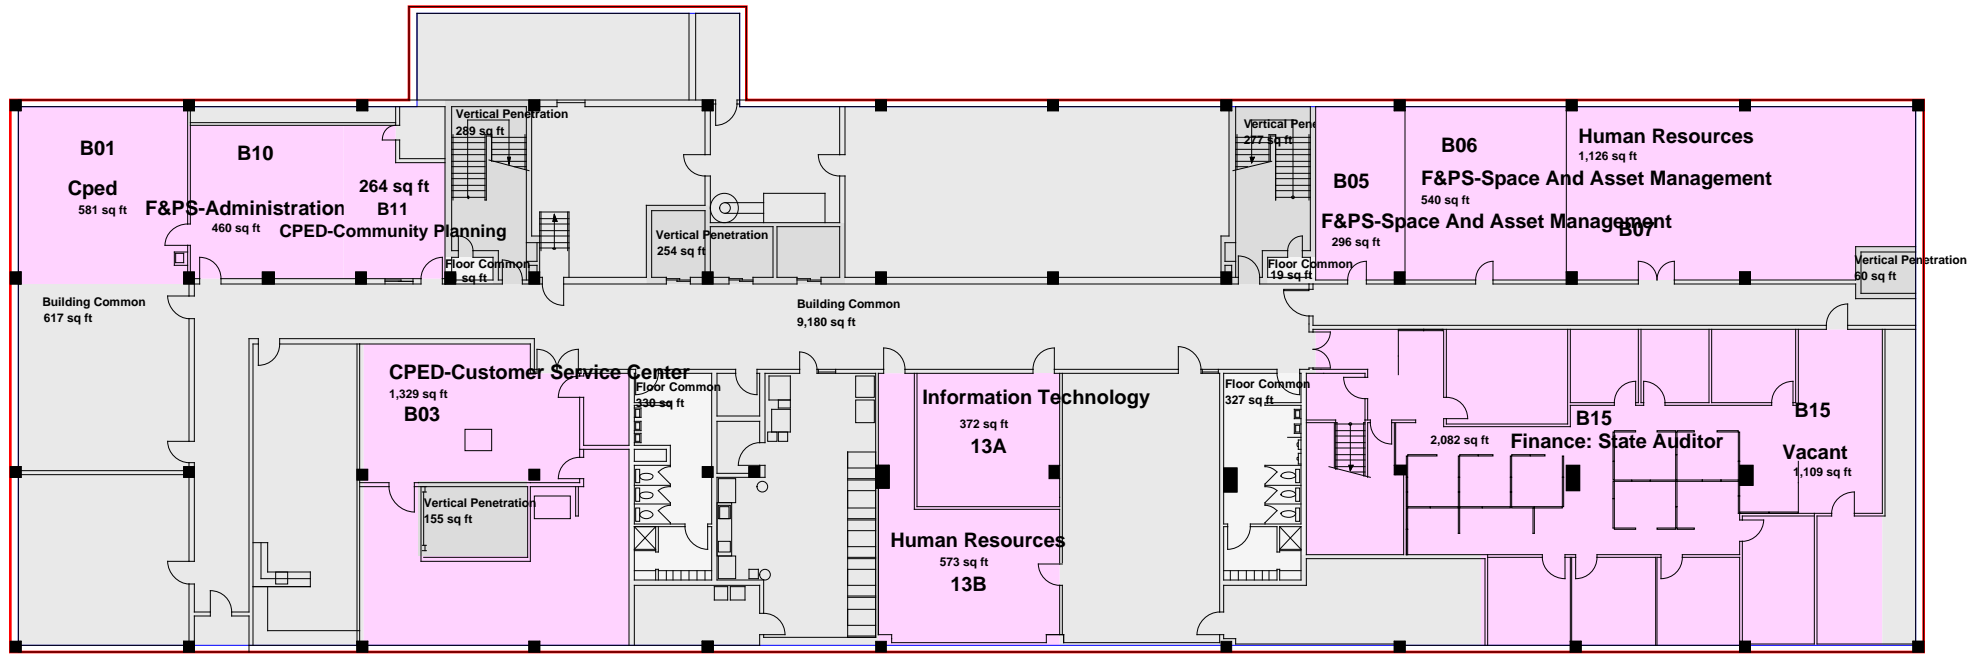 B01
Cped
581 sq ft
B10
F&PS-Administration
460 sq ft
264 sq ft
B11
CPED-Community Planning
Vertical Penetration
289 sq ft
Floor Common
sq ft
Vertical Penetration
254 sq ft
Vertical Pene
277 sq ft
Floor Common
19 sq ft
B05
F&PS-Space And Asset Management
296 sq ft
B06
F&PS-Space And Asset Management
540 sq ft
Human Resources
1,126 sq ft
B07
Vertical Penetration
60 sq ft
Building Common
617 sq ft
Building Common
9,180 sq ft
CPED-Customer Service Center
1,329 sq ft
B03
Vertical Penetration
155 sq ft
Floor Common
330 sq ft
Information Technology
372 sq ft
13A
Human Resources
573 sq ft
13B
Floor Common
327 sq ft
B15
2,082 sq ft
Finance: State Auditor
B15
Vacant
1,109 sq ft